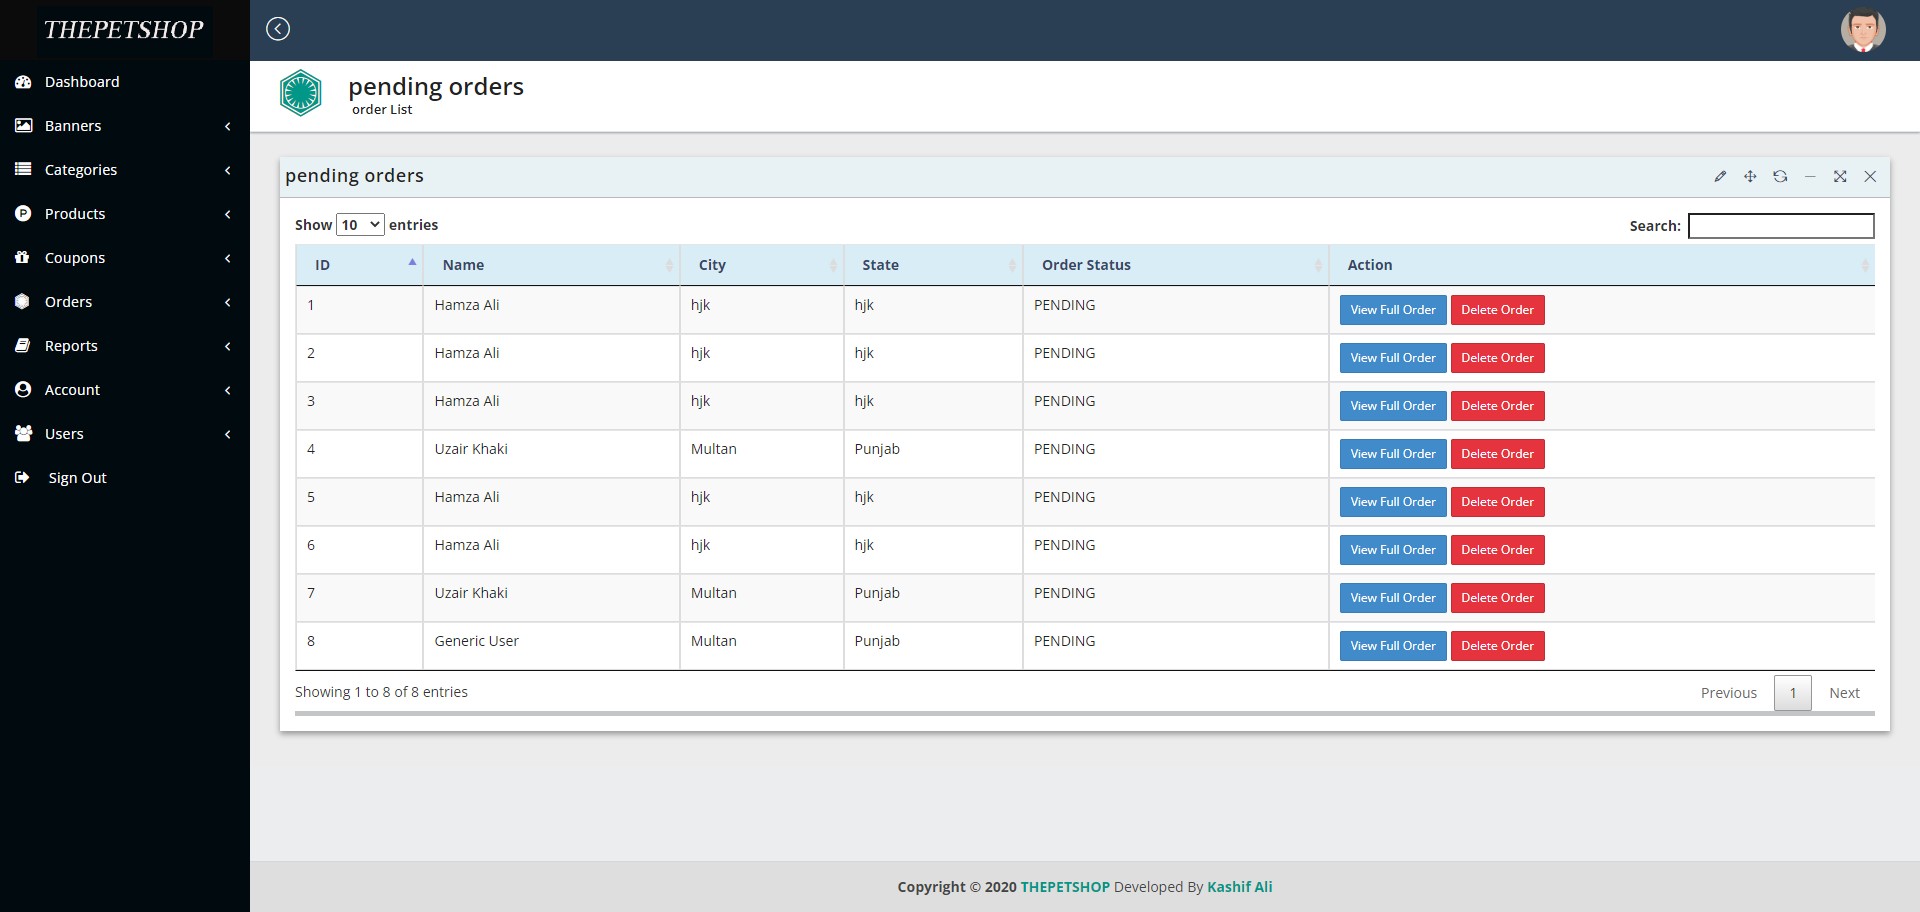 THEPETSHOP
Dashboard
Banners
Categories
Products
Coupons
Orders
Reports
Account
Users
Sign Out
pending orders
order List
pending orders
Show 10 entries Search:
ID Name City State Order Status Action
1 Hamza Ali hjk hjk PENDING View Full Order Delete Order
2 Hamza Ali hjk hjk PENDING View Full Order Delete Order
3 Hamza Ali hjk hjk PENDING View Full Order Delete Order
4 Uzair Khaki Multan Punjab PENDING View Full Order Delete Order
5 Hamza Ali hjk hjk PENDING View Full Order Delete Order
6 Hamza Ali hjk hjk PENDING View Full Order Delete Order
7 Uzair Khaki Multan Punjab PENDING View Full Order Delete Order
8 Generic User Multan Punjab PENDING View Full Order Delete Order
Showing 1 to 8 of 8 entries Previous 1 Next
Copyright © 2020 THEPETSHOP Developed By Kashif Ali